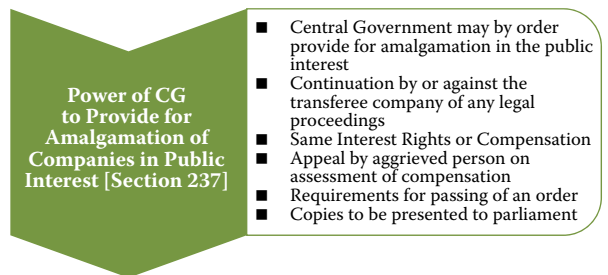 Power of CG
to Provide for
Amalgamation of
Companies in Public
Interest [Section 237]
■ Central Government may by order
provide for amalgamation in the public
interest
■ Continuation by or against the
transferee company of any legal
proceedings
■ Same Interest Rights or Compensation
■ Appeal by aggrieved person on
assessment of compensation
■ Requirements for passing of an order
■ Copies to be presented to parliament